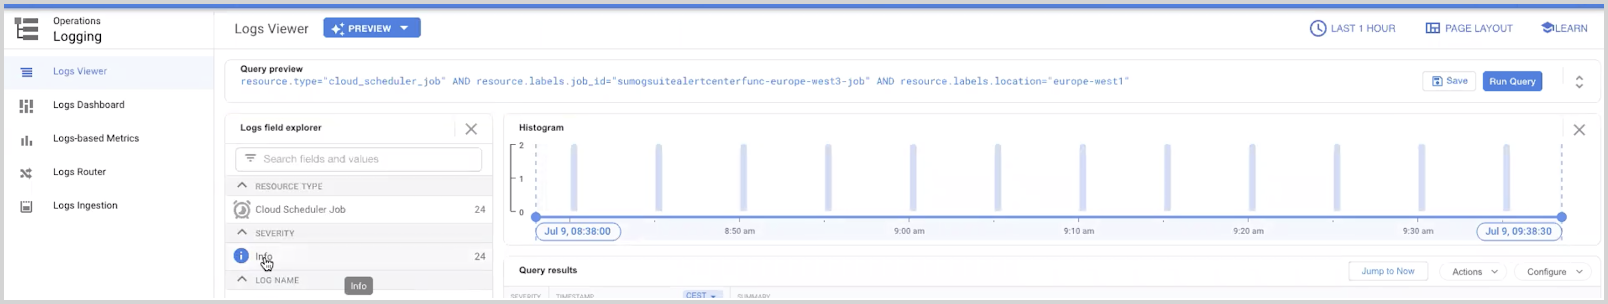 Operations
Logging
Logs Viewer
Logs Dashboard
Logs-based Metrics
Logs Router
Logs Ingestion
Logs Viewer
PREVIEW
LAST 1 HOUR
PAGE LAYOUT
LEARN
Query preview
resource.type="cloud_scheduler_job" AND resource.labels.job_id="sumogsuitealertcenterfunc-europe-west3-job" AND resource.labels.location="europe-west1"
Save
Run Query
Logs field explorer
Search fields and values
RESOURCE TYPE
Cloud Scheduler Job 24
SEVERITY
Info 24
LOG NAME
Info
Histogram
2
1
0
Jul 9, 08:38:00
8:50 am
9:00 am
9:10 am
9:20 am
9:30 am
Jul 9, 09:38:30
Query results
Jump to Now
Actions
Configure
SEVERITY TIMESTAMP CEST SUMMARY